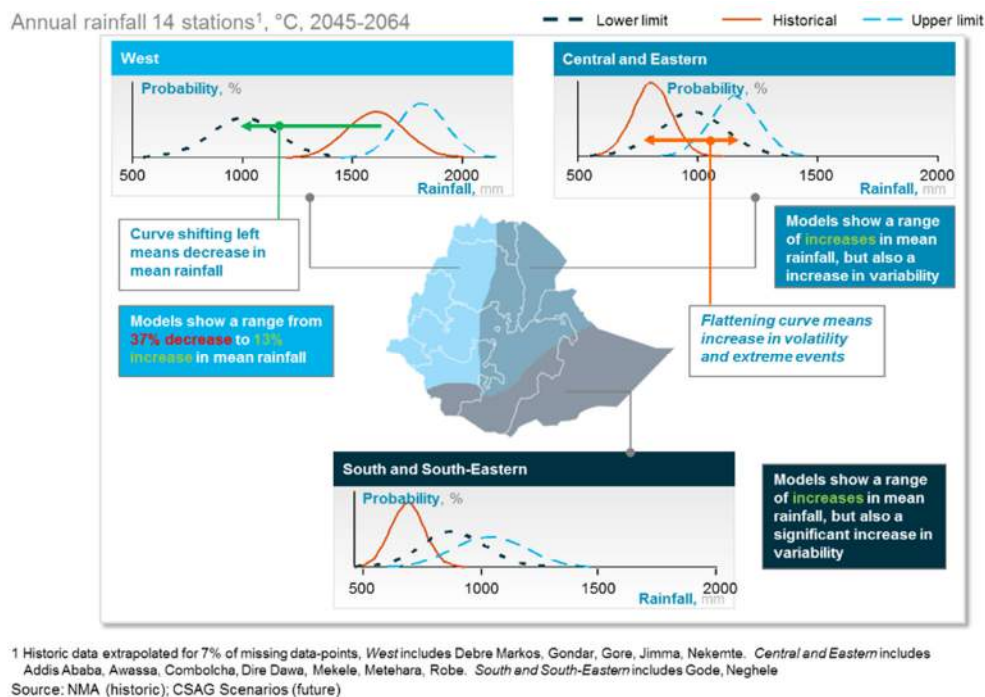 Annual rainfall 14 stations¹, °C, 2045-2064
Lower limit
Historical
Upper limit
West
Probability, %
500
1000
1500
2000
Rainfall, mm
Central and Eastern
Probability, %
500
1000
1500
2000
Rainfall, mm
Curve shifting left
means decrease in
mean rainfall
Models show a range from
37% decrease to 13%
increase in mean rainfall
Models show a range
of increases in mean
rainfall, but also a
increase in variability
Flattening curve means
increase in volatility
and extreme events
South and South-Eastern
Probability, %
500
1000
1500
2000
Rainfall, mm
Models show a range
of increases in mean
rainfall, but also a
significant increase in
variability
1 Historic data extrapolated for 7% of missing data-points, West includes Debre Markos, Gondar, Gore, Jimma, Nekemte. Central and Eastern includes
Addis Ababa, Awassa, Combolcha, Dire Dawa, Mekele, Metehara, Robe. South and South-Eastern includes Gode, Neghele
Source: NMA (historic); CSAG Scenarios (future)